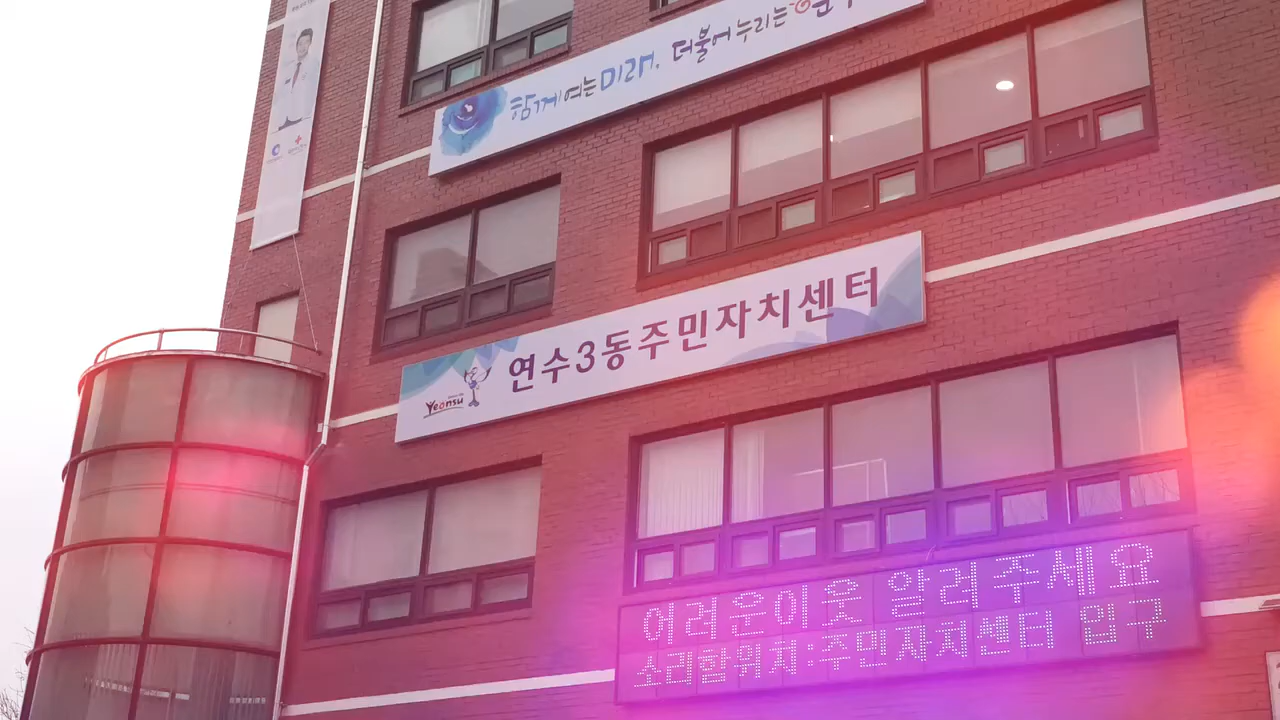 함께여는 미래, 더불어 누리는
연수3동주민자치센터
Yeonsu
어려운이웃 알려주세요
소리함위치:주민자치센터 입구